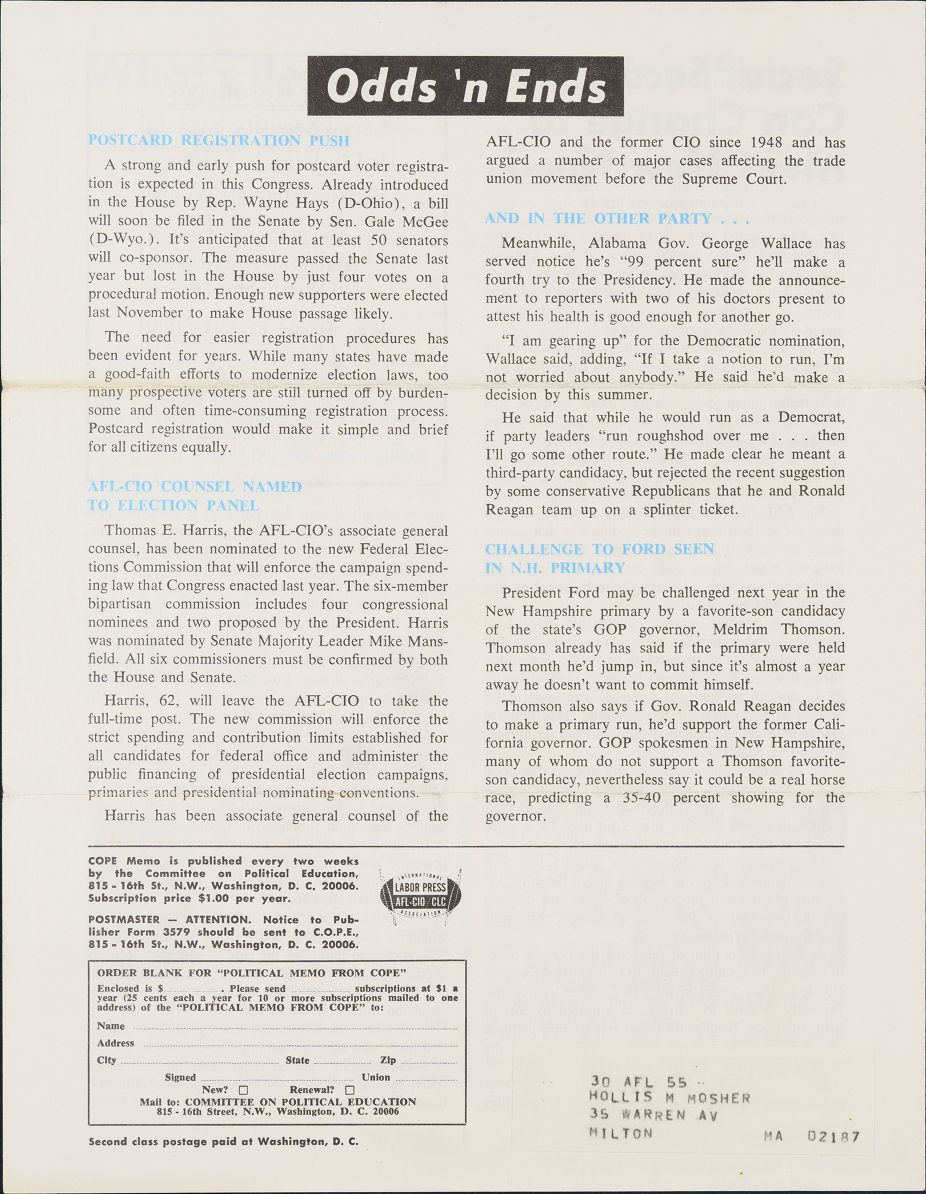 Odds 'n Ends
POSTCARD REGISTRATION PUSH
A strong and early push for postcard voter registra-
tion is expected in this Congress. Already introduced
in the House by Rep. Wayne Hays (D-Ohio), a bill
will soon be filed in the Senate by Sen. Gale McGee
(D-Wyo.). It's anticipated that at least 50 senators
will co-sponsor. The measure passed the Senate last
year but lost in the House by just four votes on a
procedural motion. Enough new supporters were elected
last November to make House passage likely.
The need for easier registration procedures has
been evident for years. While many states have made
a good-faith efforts to modernize election laws, too
many prospective voters are still turned off by burden-
some and often time-consuming registration process.
Postcard registration would make it simple and brief
for all citizens equally.
AFL-CIO COUNSEL NAMED
TO ELECTION PANEL
Thomas E. Harris, the AFL-CIO's associate general
counsel, has been nominated to the new Federal Elec-
tions Commission that will enforce the campaign spend-
ing law that Congress enacted last year. The six-member
bipartisan commission includes four congressional
nominees and two proposed by the President. Harris
was nominated by Senate Majority Leader Mike Mans-
field. All six commissioners must be confirmed by both
the House and Senate.
Harris, 62, will leave the AFL-CIO to take the
full-time post. The new commission will enforce the
strict spending and contribution limits established for
all candidates for federal office and administer the
public financing of presidential election campaigns,
primaries and presidential nominating conventions.
Harris has been associate general counsel of the
AFL-CIO and the former CIO since 1948 and has
argued a number of major cases affecting the trade
union movement before the Supreme Court.
AND IN THE OTHER PARTY . . .
Meanwhile, Alabama Gov. George Wallace has
served notice he's "99 percent sure" he'll make a
fourth try to the Presidency. He made the announce-
ment to reporters with two of his doctors present to
attest his health is good enough for another go.
"I am gearing up" for the Democratic nomination,
Wallace said, adding, "If I take a notion to run, I'm
not worried about anybody." He said he'd make a
decision by this summer.
He said that while he would run as a Democrat,
if party leaders "run roughshod over me . . . then
I'll go some other route." He made clear he meant a
third-party candidacy, but rejected the recent suggestion
by some conservative Republicans that he and Ronald
Reagan team up on a splinter ticket.
CHALLENGE TO FORD SEEN
IN N.H. PRIMARY
President Ford may be challenged next year in the
New Hampshire primary by a favorite-son candidacy
of the state's GOP governor, Meldrim Thomson.
Thomson already has said if the primary were held
next month he'd jump in, but since it's almost a year
away he doesn't want to commit himself.
Thomson also says if Gov. Ronald Reagan decides
to make a primary run, he'd support the former Cali-
fornia governor. GOP spokesmen in New Hampshire,
many of whom do not support a Thomson favorite-
son candidacy, nevertheless say it could be a real horse
race, predicting a 35-40 percent showing for the
governor.
COPE Memo is published every two weeks
by the Committee on Political Education,
815 - 16th St., N.W., Washington, D. C. 20006.
Subscription price $1.00 per year.
POSTMASTER — ATTENTION. Notice to Pub-
lisher Form 3579 should be sent to C.O.P.E.,
815 - 16th St., N.W., Washington, D. C. 20006.
INTERNATIONAL
LABOR PRESS
AFL-CIO CLC
ASSOCIATION
ORDER BLANK FOR "POLITICAL MEMO FROM COPE"
Enclosed is $ . Please send subscriptions at $1 a
year (25 cents each a year for 10 or more subscriptions mailed to one
address) of the "POLITICAL MEMO FROM COPE" to:
Name
Address
City State Zip
Signed Union
New? Renewal?
Mail to: COMMITTEE ON POLITICAL EDUCATION
815 - 16th Street, N.W., Washington, D. C. 20006
Second class postage paid at Washington, D. C.
30 AFL 55
HOLLIS M MOSHER
35 WARREN AV
MILTON MA 02187